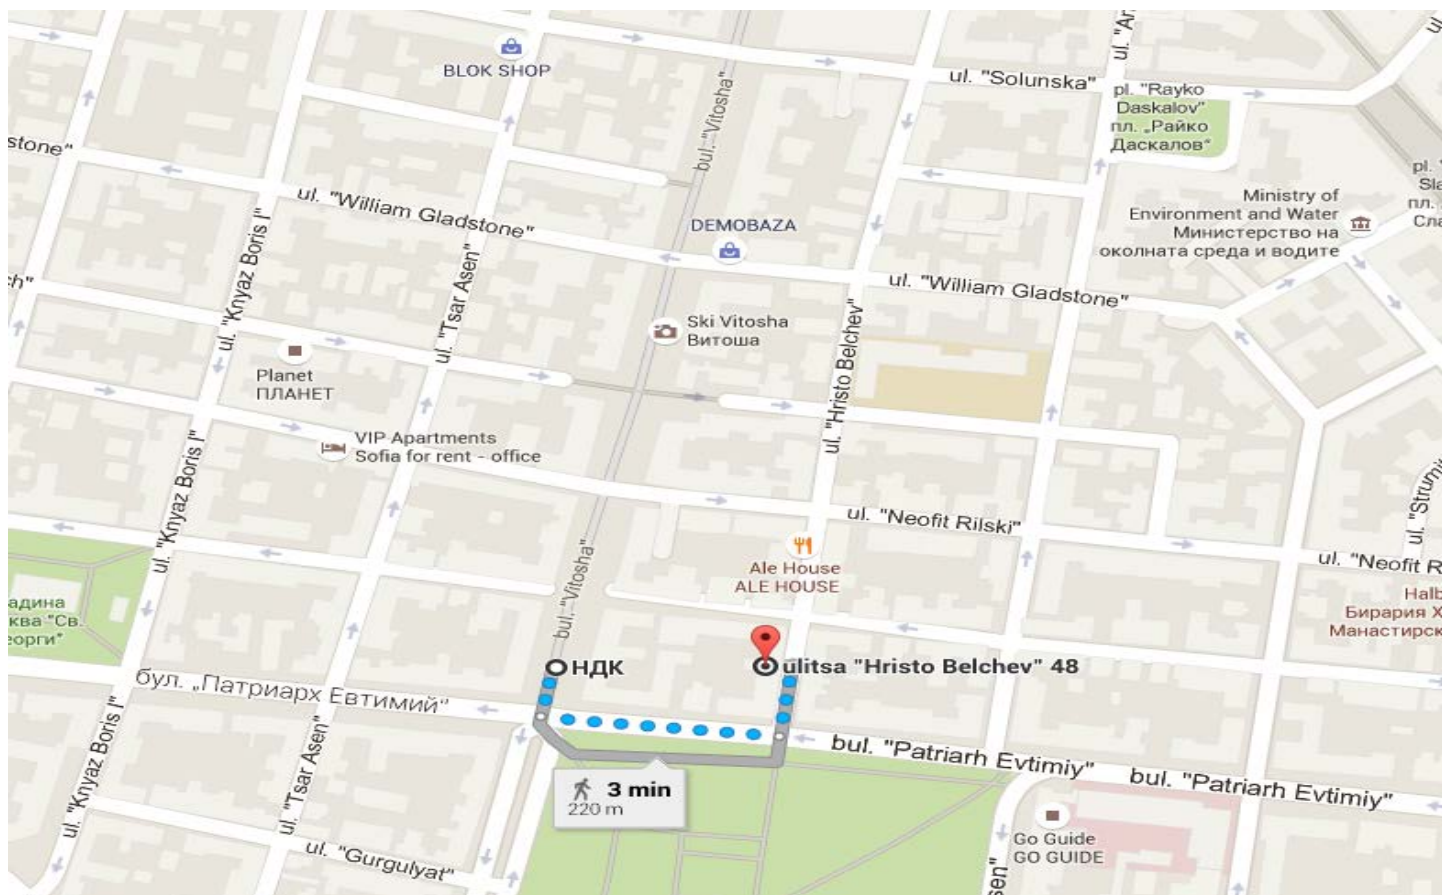 BLOK SHOP
ul. "Solunska"
pl. "Rayko
Daskalov"
пл. „Райко
Даскалов"
bul. "Vitosha"
stone"
ul. "William Gladstone"
DEMOBAZA
Ministry of
Environment and Water
Министерство на
околната среда и водите
ul. "Knyaz Boris I"
ul. "Tsar Asen"
ul. "William Gladstone"
Ski Vitosha
Витоша
ul. "Hristo Belchev"
Planet
ПЛАНЕТ
VIP Apartments
Sofia for rent - office
ul. "Knyaz Boris I"
ul. "Neofit Rilski"
ul. "Neofit R
Ale House
ALE HOUSE
bul. "Vitosha"
Бирария Х
Манастирск
НДК
ulitsa "Hristo Belchev" 48
бул. „Патриарх Евтимий"
bul. "Patriarh Evtimiy"
bul. "Patriarh Evtimiy"
3 min
220 m
ul. "Knyaz Boris I"
ul. "Tsar Asen"
ul. "Gurgulyat"
Go Guide
GO GUIDE